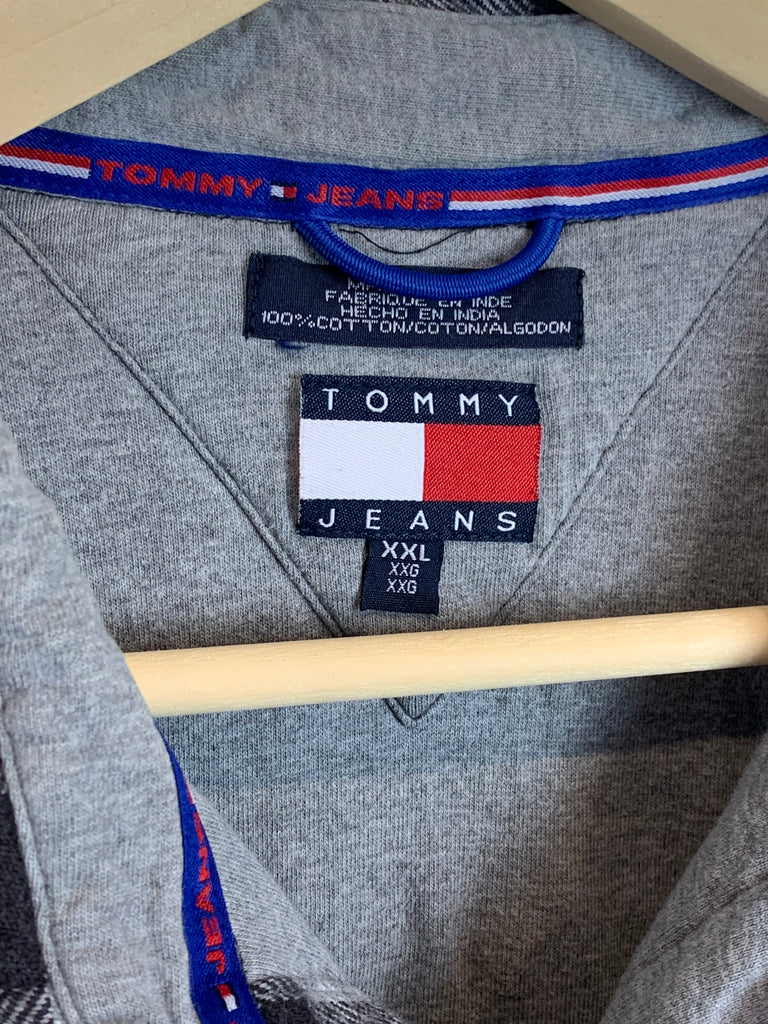 TOMMY JEANS
FABRIQUE EN INDE
HECHO EN INDIA
100%COTTON/COTON/ALGODON
TOMMY
JEANS
XXL
XXG
XXG
JEANS